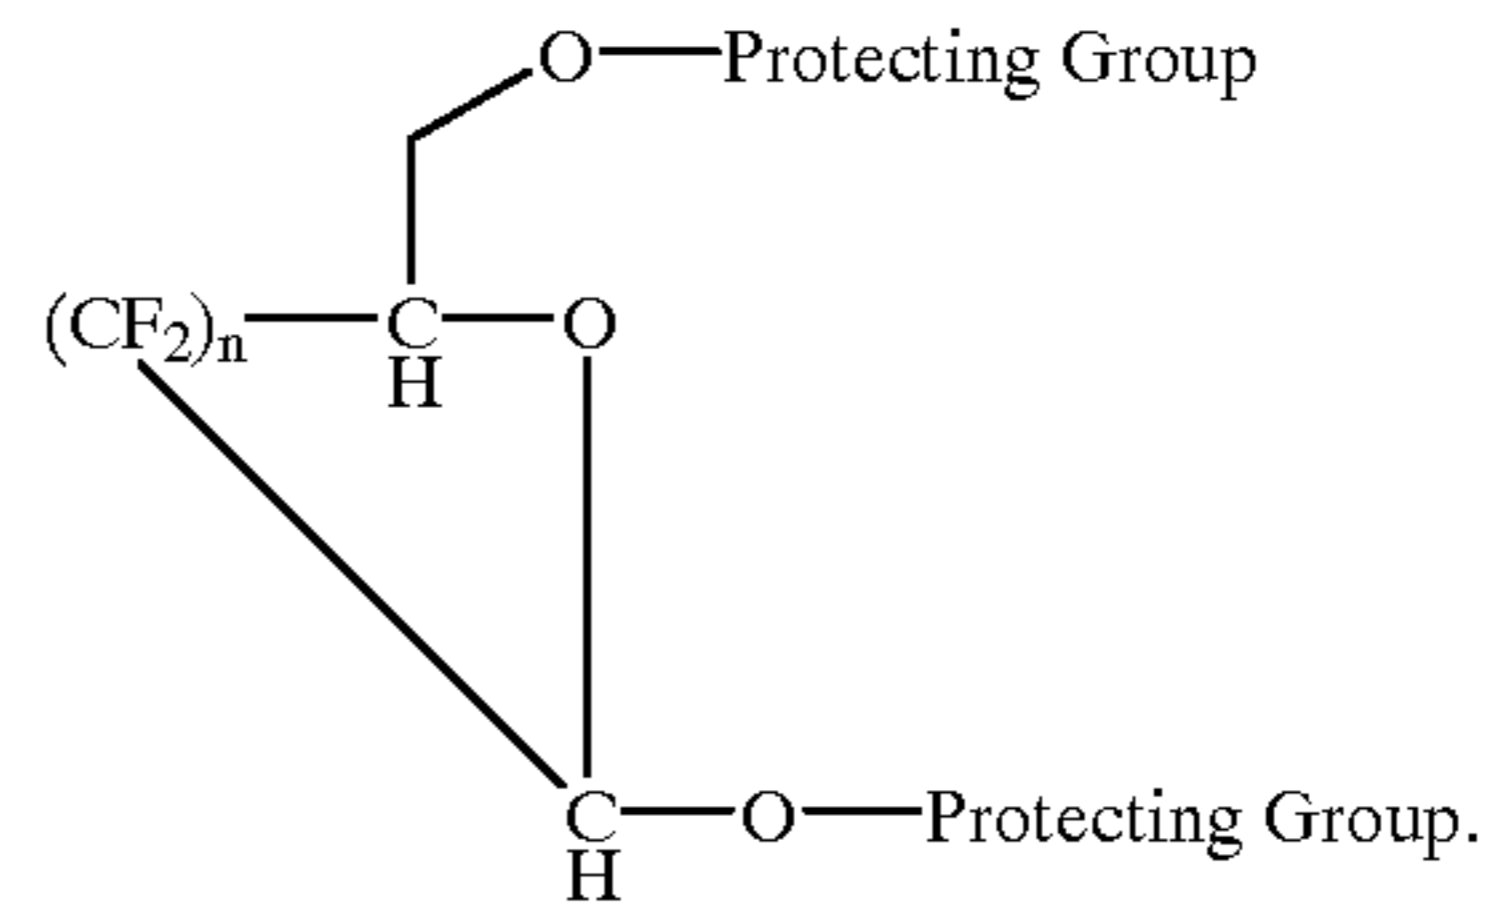 O Protecting Group
(CF2)n C O
H
C O Protecting Group.
H